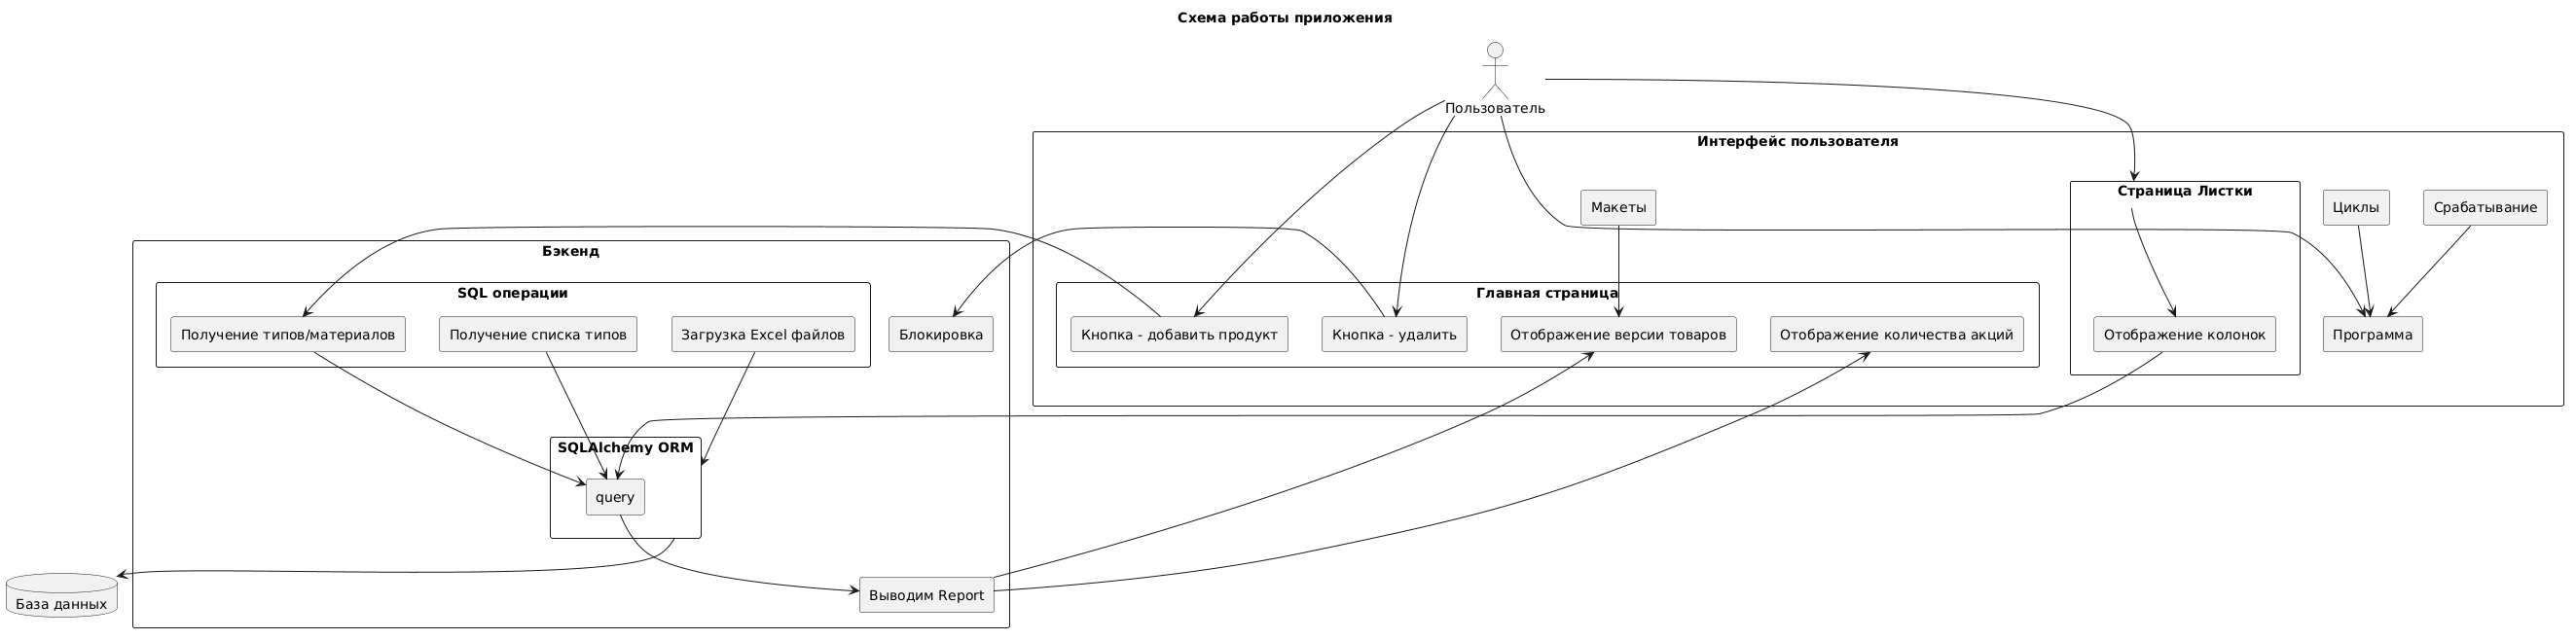 Схема работы приложения
Пользователь
Интерфейс пользователя
Страница Листки
Макеты
Циклы
Срабатывание
Бэкенд
SQL операции
Главная страница
Получение типов/материалов
Получение списка типов
Загрузка Excel файлов
Блокировка
Кнопка - добавить продукт
Кнопка - удалить
Отображение версии товаров
Отображение количества акций
Отображение колонок
Программа
SQLAlchemy ORM
query
База данных
Выводим Report